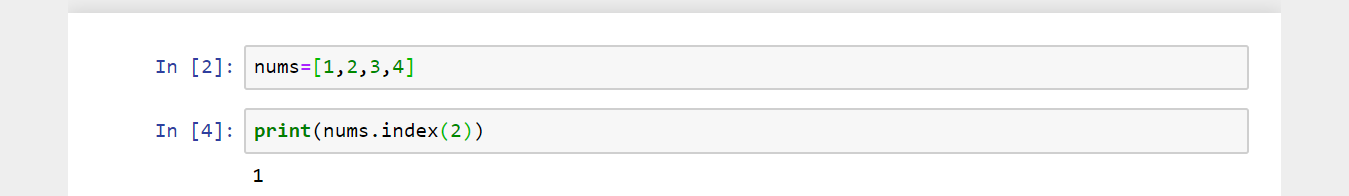 In [2]: nums=[1,2,3,4]
In [4]: print(nums.index(2))
1